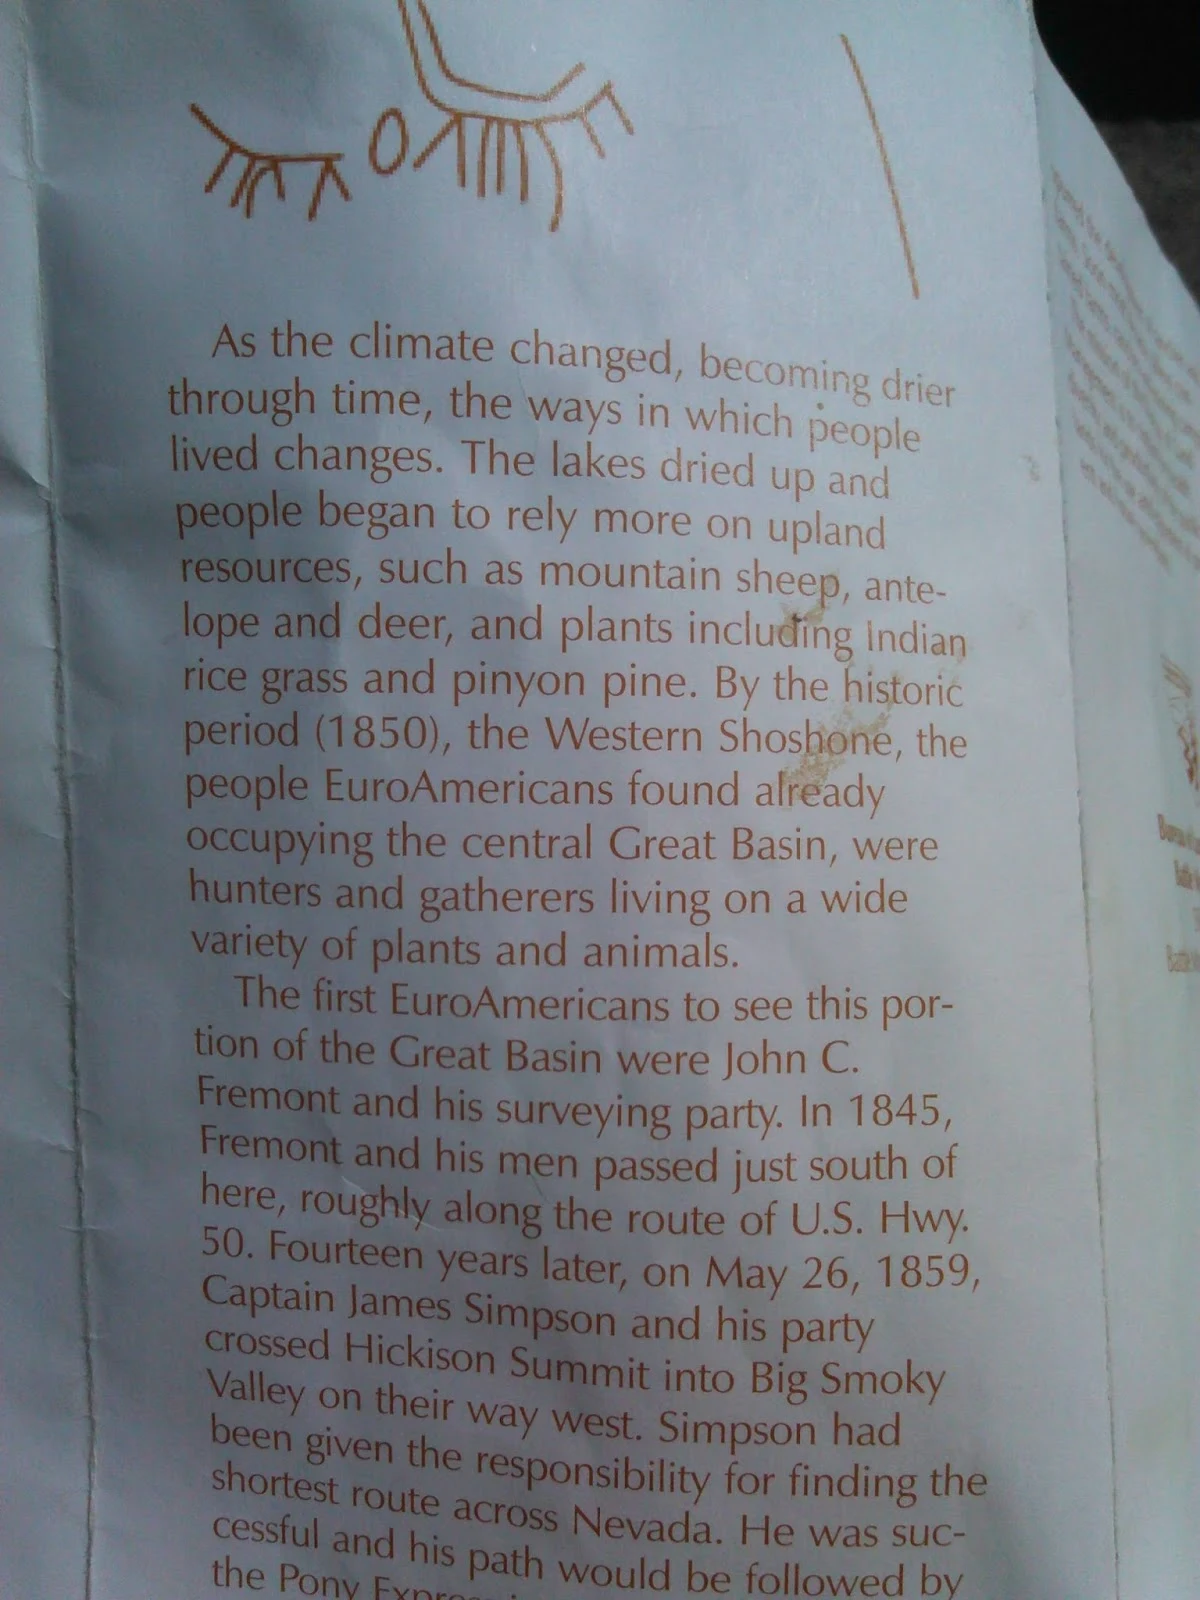 As the climate changed, becoming drier
through time, the ways in which people
lived changes. The lakes dried up and
people began to rely more on upland
resources, such as mountain sheep, ante-
lope and deer, and plants including Indian
rice grass and pinyon pine. By the historic
period (1850), the Western Shoshone, the
people EuroAmericans found already
occupying the central Great Basin, were
hunters and gatherers living on a wide
variety of plants and animals.
The first EuroAmericans to see this por-
tion of the Great Basin were John C.
Fremont and his surveying party. In 1845,
Fremont and his men passed just south of
here, roughly along the route of U.S. Hwy.
50. Fourteen years later, on May 26, 1859,
Captain James Simpson and his party
crossed Hickison Summit into Big Smoky
Valley on their way west. Simpson had
been given the responsibility for finding the
shortest route across Nevada. He was suc-
cessful and his path would be followed by
the Pony